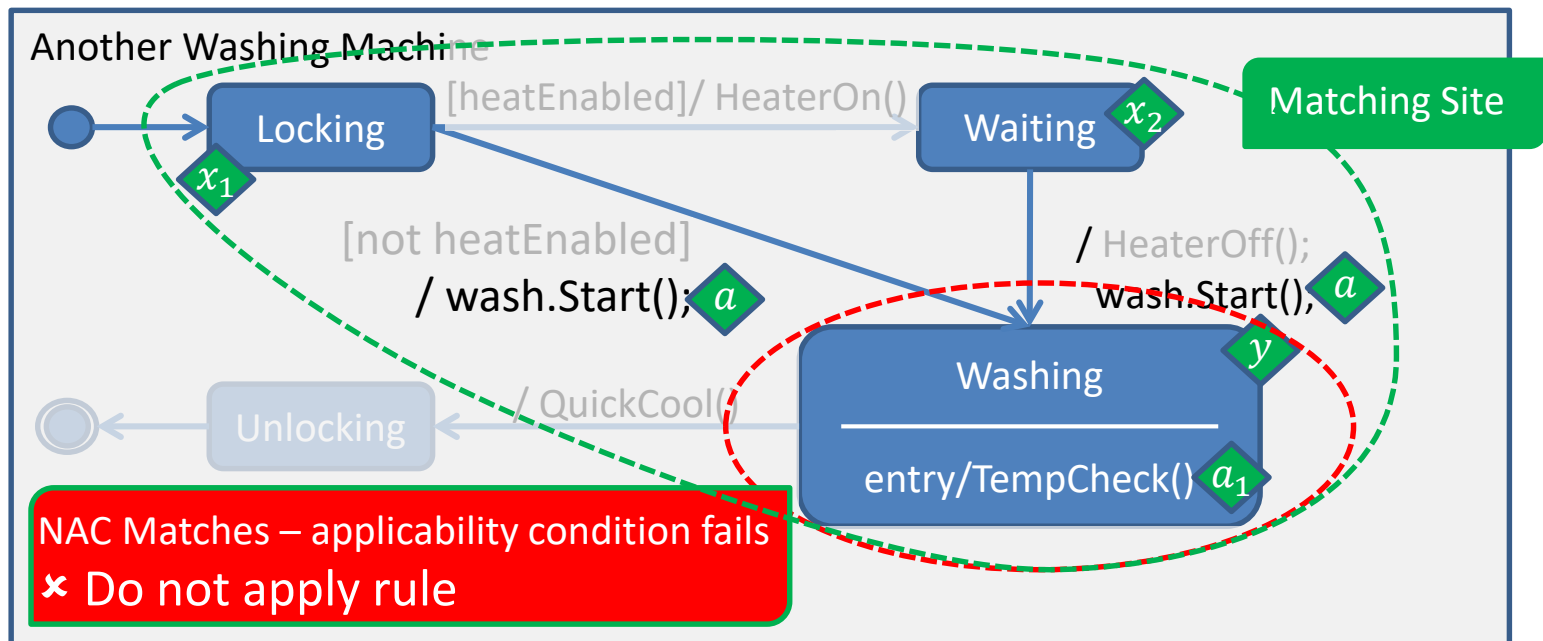 Another Washing Machine
[heatEnabled]/ HeaterOn()
Matching Site
Locking
Waiting
x₂
x₁
[not heatEnabled]
/ wash.Start();
a
/ HeaterOff();
wash.Start();
a
y
Washing
/ QuickCool()
Unlocking
entry/TempCheck()
a₁
NAC Matches – applicability condition fails
× Do not apply rule